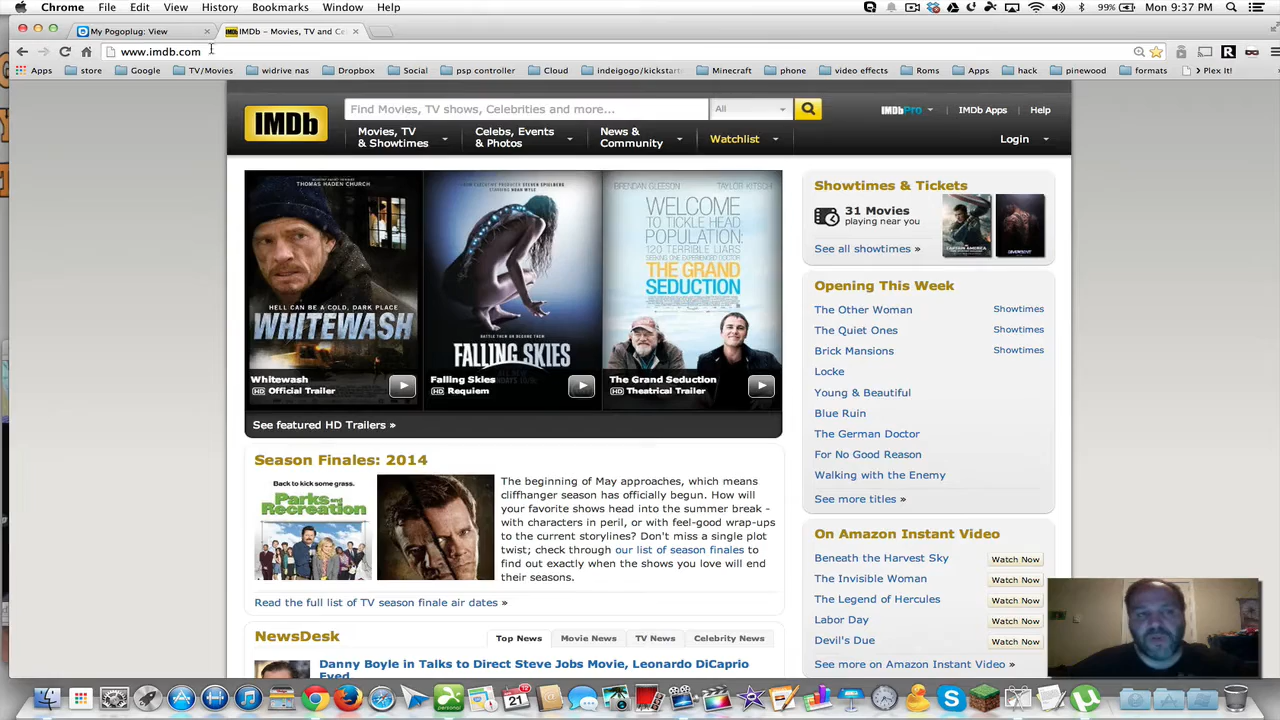 Chrome File Edit View History Bookmarks Window Help 99% Mon 9:37 PM
My Pogoplug: View IMDb – Movies, TV and Ce
www.imdb.com
Apps store Google TV/Movies widrive nas Dropbox Social psp controller Cloud indeigogo/kickstart Minecraft phone video effects Roms Apps hack pinewood formats > Plex It!
IMDb
Find Movies, TV shows, Celebrities and more...
All
IMDbPro
IMDb Apps
Help
Movies, TV
& Showtimes
Celebs, Events
& Photos
News &
Community
Watchlist
Login
THOMAS HADEN CHURCH
HELL CAN BE A COLD, DARK PLACE
WHITEWASH
Whitewash
HD Official Trailer
FALLING SKIES
Falling Skies
HD Requiem
BRENDAN GLEESON TAYLOR KITSCH
WELCOME
TO TICKLE HEAD
POPULATION:
120 TERRIBLE LIARS
THE GRAND
SEDUCTION
The Grand Seduction
HD Theatrical Trailer
See featured HD Trailers »
Season Finales: 2014
Back to kick some grass.
Parks and
Recreation
The beginning of May approaches, which means
cliffhanger season has officially begun. How will
your favorite shows head into the summer break -
with characters in peril, or with feel-good wrap-ups
to the current storylines? Don't miss a single plot
twist; check through our list of season finales to
find out exactly when the shows you love will end
their seasons.
Read the full list of TV season finale air dates »
NewsDesk
Top News Movie News TV News Celebrity News
Danny Boyle in Talks to Direct Steve Jobs Movie, Leonardo DiCaprio
Showtimes & Tickets
31 Movies
playing near you
See all showtimes »
Opening This Week
The Other Woman Showtimes
The Quiet Ones Showtimes
Brick Mansions Showtimes
Locke
Young & Beautiful
Blue Ruin
The German Doctor
For No Good Reason
Walking with the Enemy
See more titles »
On Amazon Instant Video
Beneath the Harvest Sky Watch Now
The Invisible Woman Watch Now
The Legend of Hercules Watch Now
Labor Day Watch Now
Devil's Due Watch Now
See more on Amazon Instant Video »